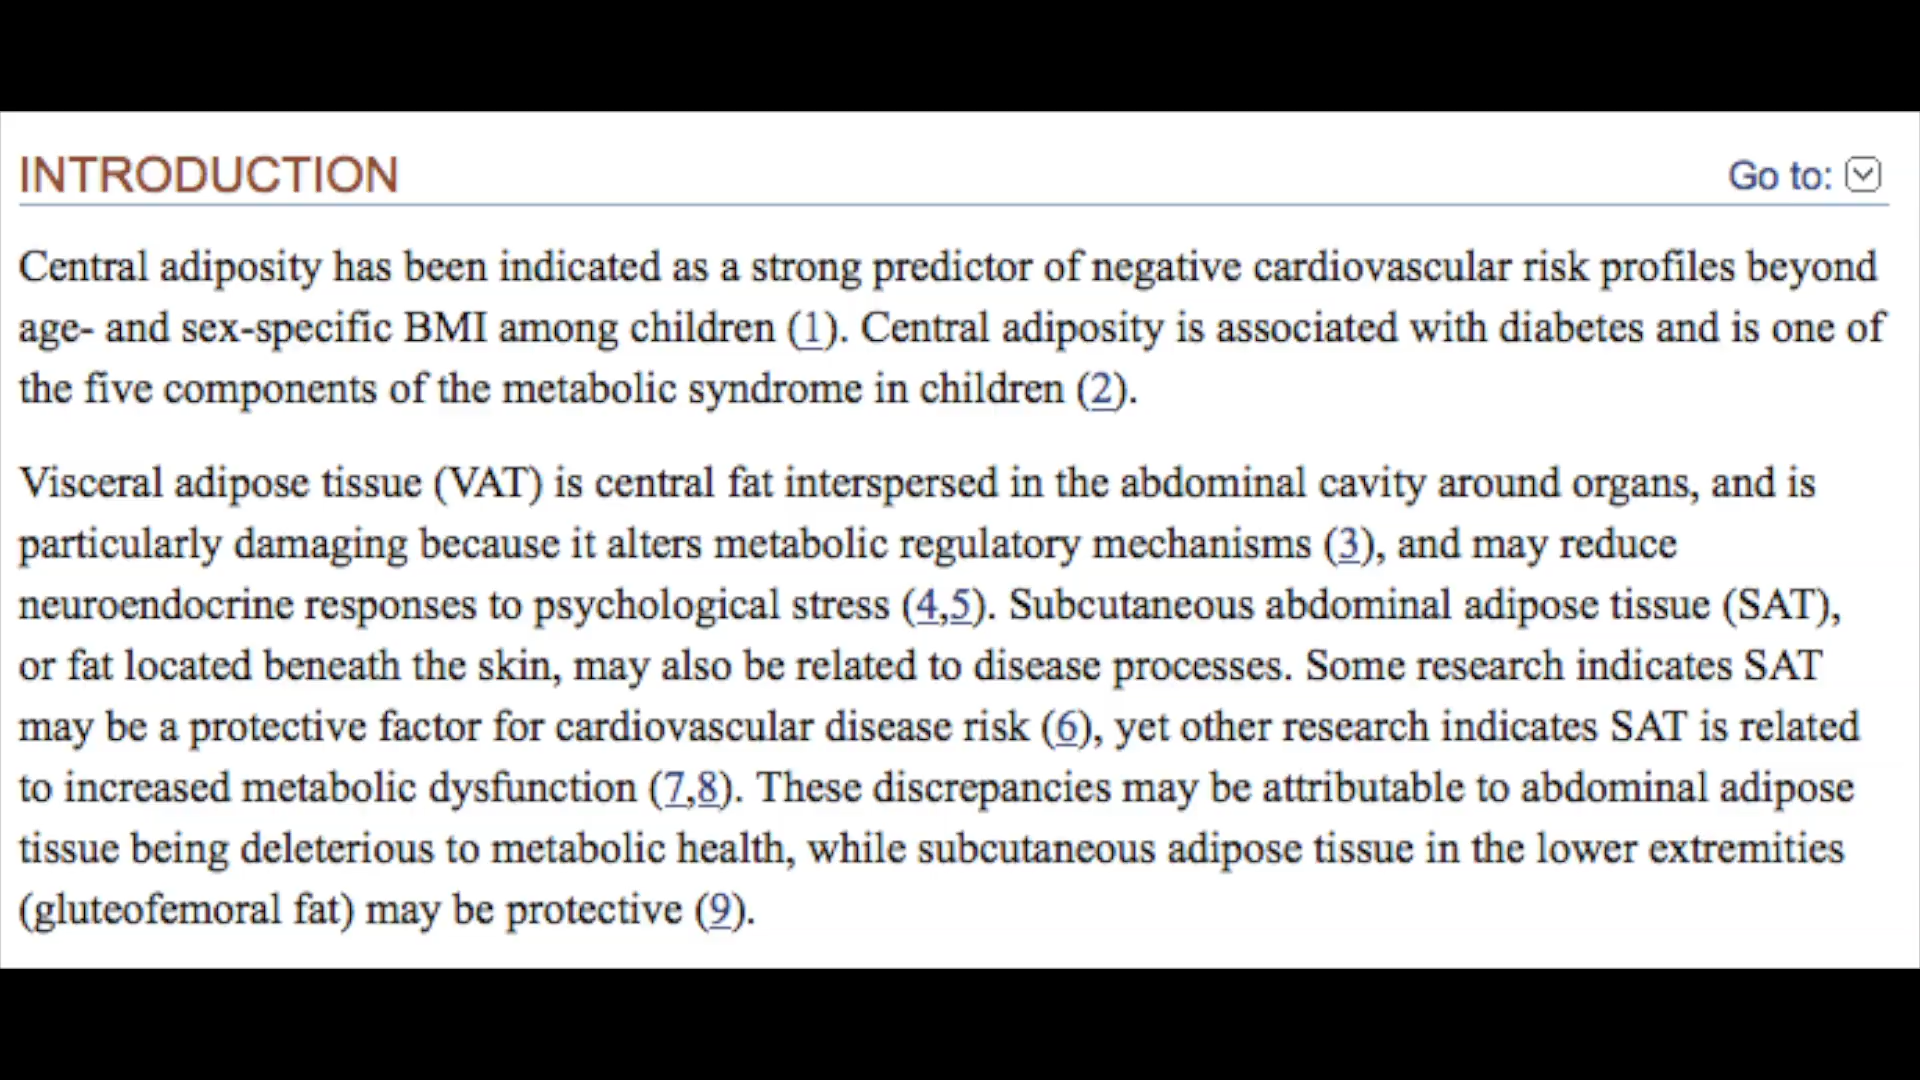 INTRODUCTION
Go to:
Central adiposity has been indicated as a strong predictor of negative cardiovascular risk profiles beyond
age- and sex-specific BMI among children (1). Central adiposity is associated with diabetes and is one of
the five components of the metabolic syndrome in children (2).
Visceral adipose tissue (VAT) is central fat interspersed in the abdominal cavity around organs, and is
particularly damaging because it alters metabolic regulatory mechanisms (3), and may reduce
neuroendocrine responses to psychological stress (4,5). Subcutaneous abdominal adipose tissue (SAT),
or fat located beneath the skin, may also be related to disease processes. Some research indicates SAT
may be a protective factor for cardiovascular disease risk (6), yet other research indicates SAT is related
to increased metabolic dysfunction (7,8). These discrepancies may be attributable to abdominal adipose
tissue being deleterious to metabolic health, while subcutaneous adipose tissue in the lower extremities
(gluteofemoral fat) may be protective (9).